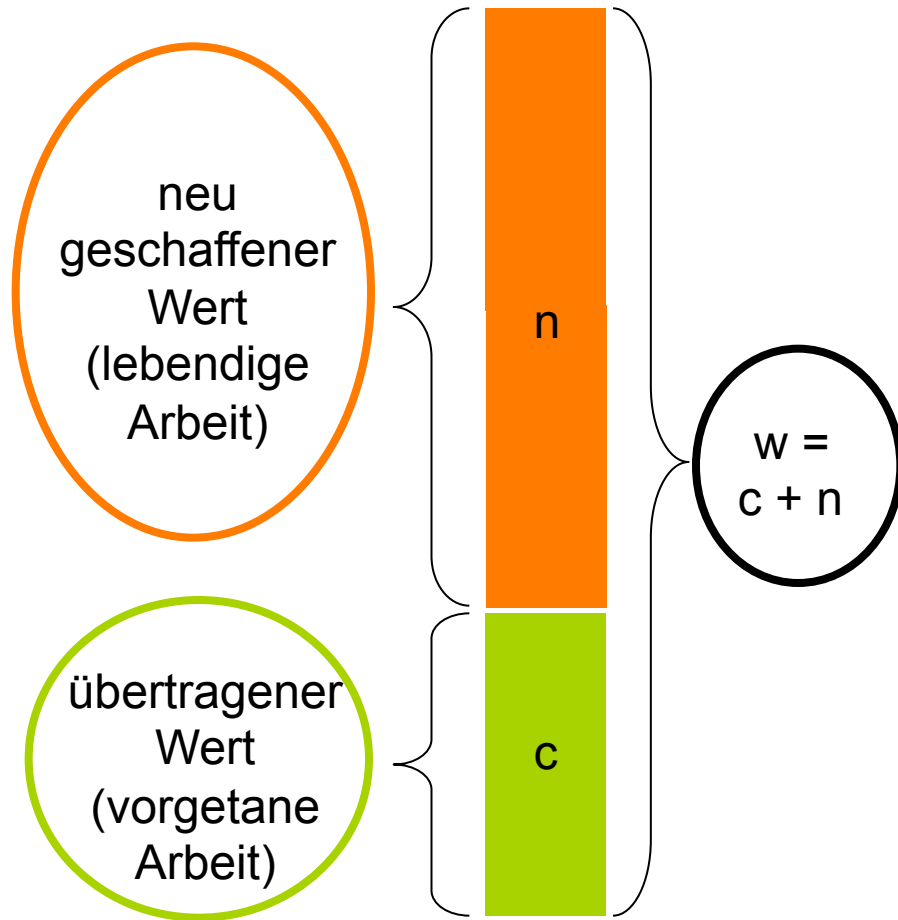 neu
geschaffener
Wert
(lebendige
Arbeit)
n
w =
c + n
übertragener
Wert
(vorgetane
Arbeit)
c